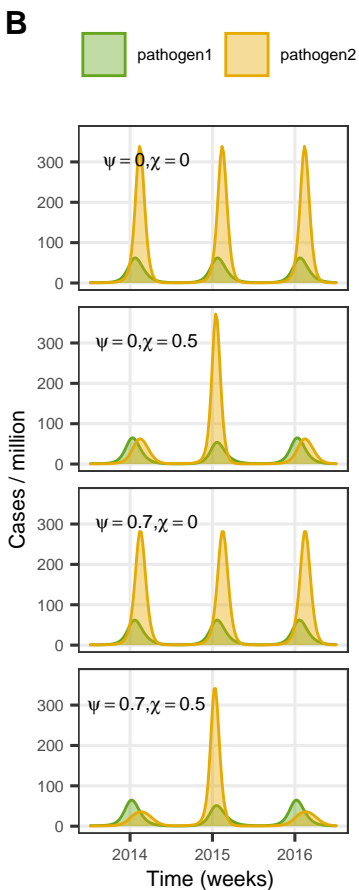 B
pathogen1 pathogen2
Cases / million
300
200
100
0
ψ = 0,χ = 0
300
200
100
0
ψ = 0,χ = 0.5
300
200
100
0
ψ = 0.7,χ = 0
300
200
100
0
ψ = 0.7,χ = 0.5
2014 2015 2016
Time (weeks)